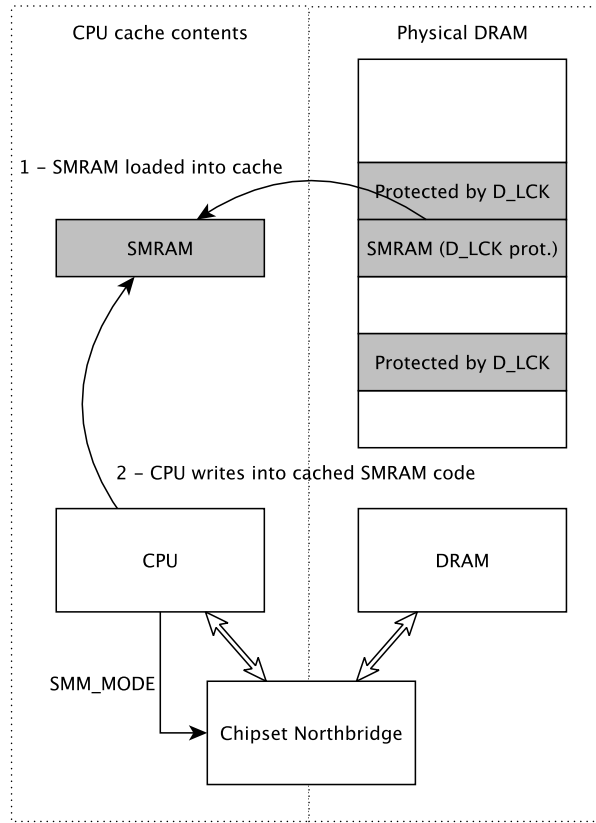 CPU cache contents
Physical DRAM
1 – SMRAM loaded into cache
Protected by D_LCK
SMRAM
SMRAM (D_LCK prot.)
Protected by D_LCK
2 – CPU writes into cached SMRAM code
CPU
DRAM
SMM_MODE
Chipset Northbridge